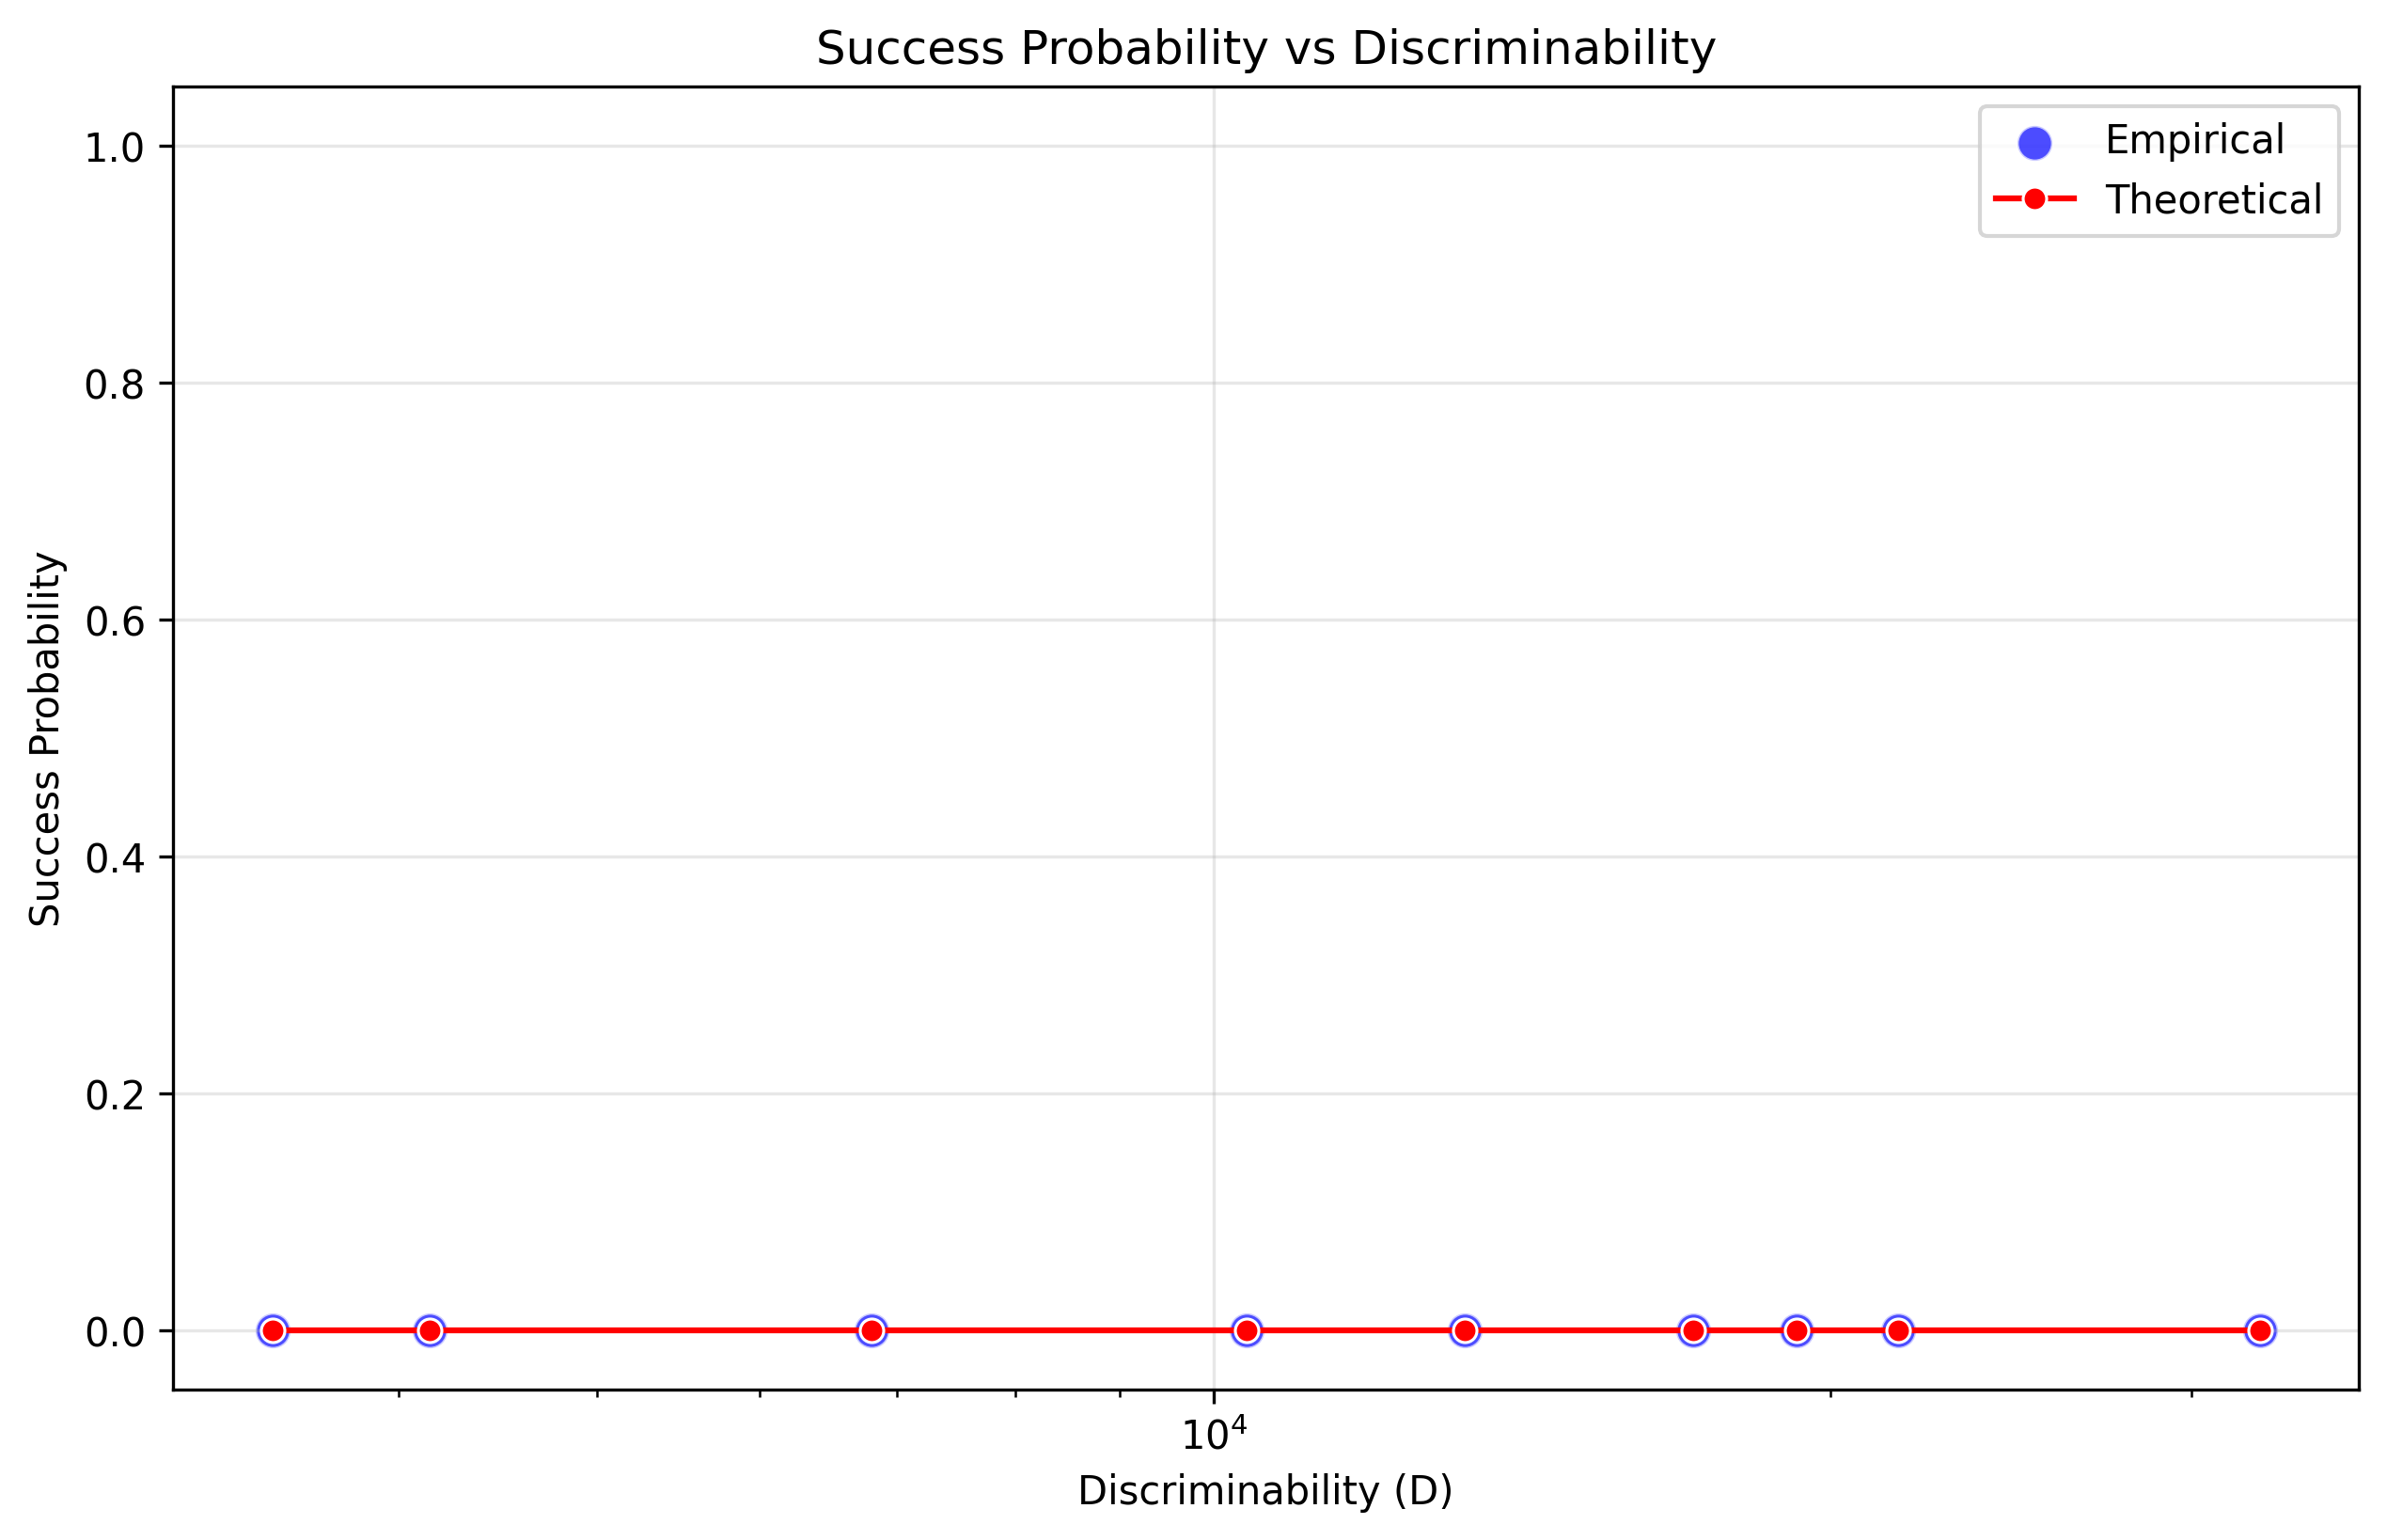 Success Probability vs Discriminability
Empirical
Theoretical
Success Probability
1.0
0.8
0.6
0.4
0.2
0.0
10⁴
Discriminability (D)